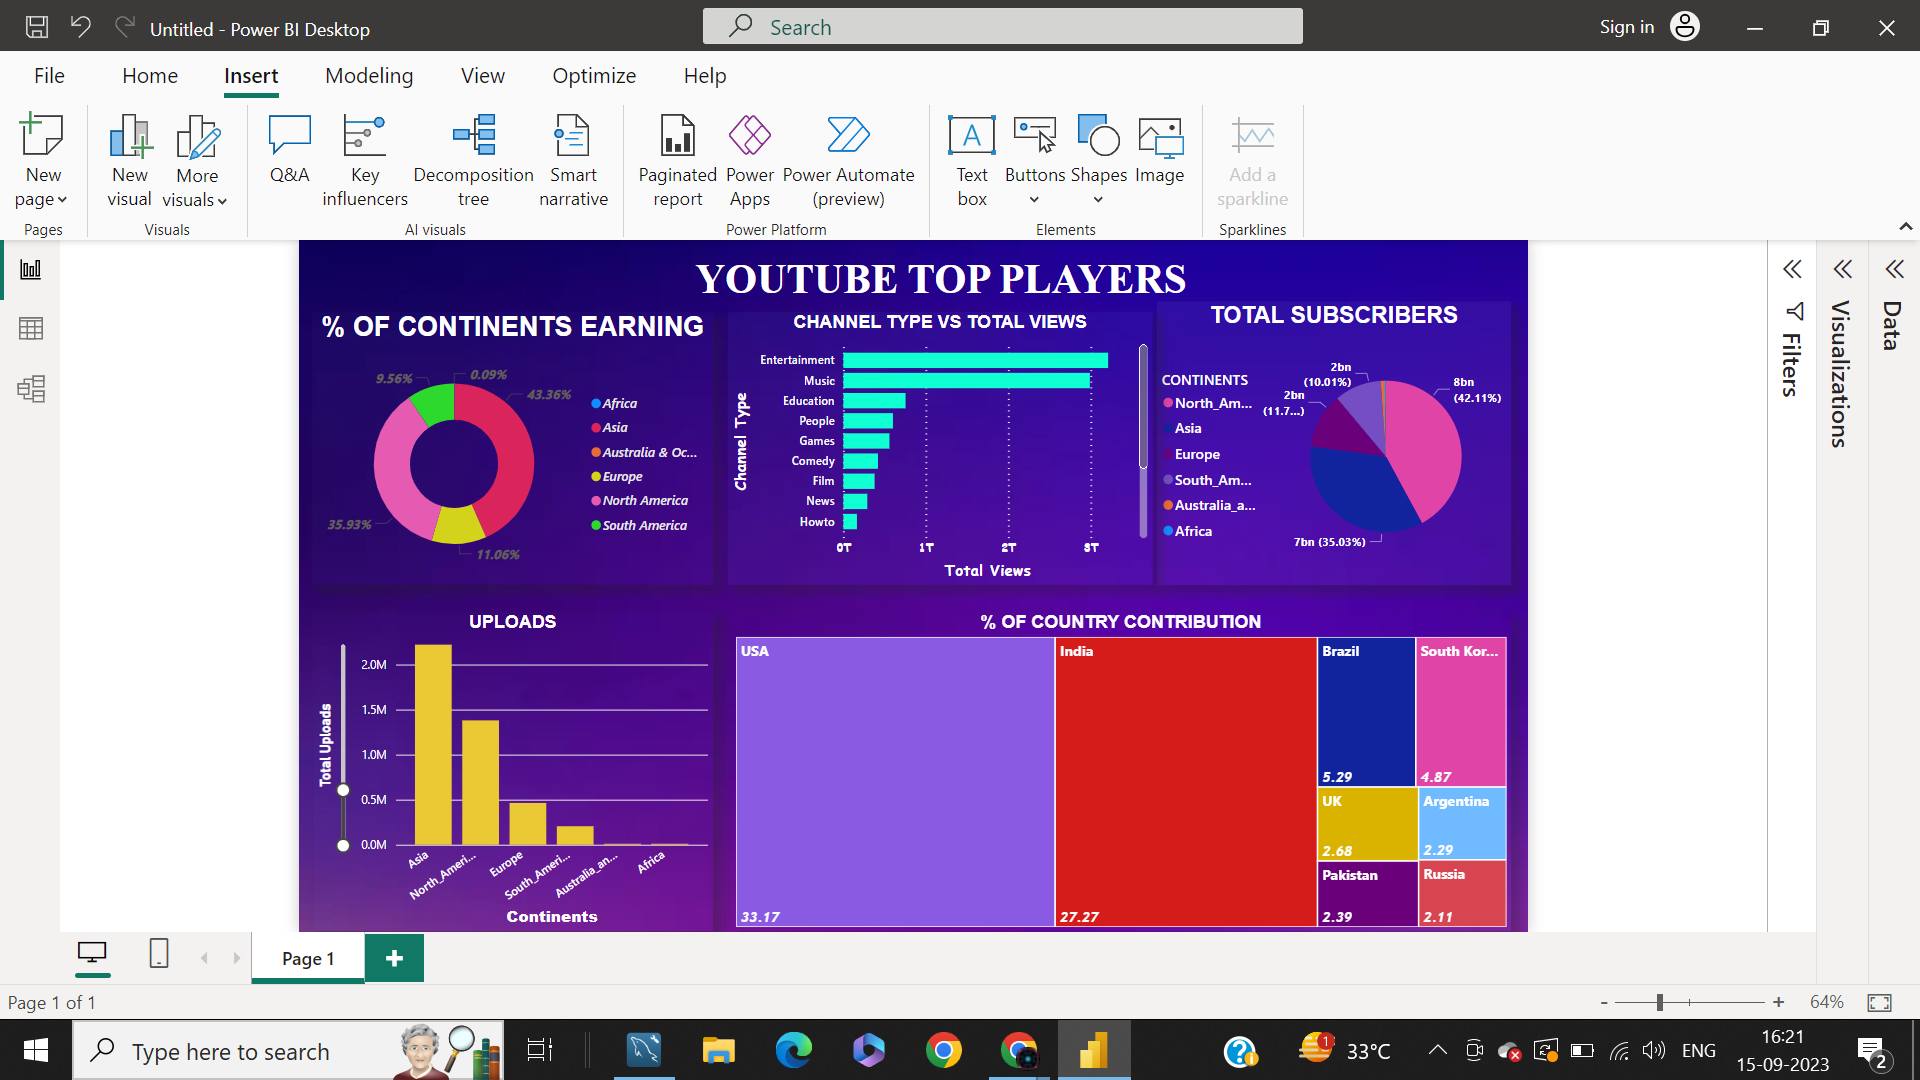 Untitled - Power BI Desktop
Search
Sign in
File
Home
Insert
Modeling
View
Optimize
Help
New page
New visual
More visuals
Q&A
Key influencers
Decomposition tree
Smart narrative
Paginated report
Power Apps
Power Automate (preview)
Text box
Buttons
Shapes
Image
Add a sparkline
Pages
Visuals
AI visuals
Power Platform
Elements
Sparklines
YOUTUBE TOP PLAYERS
% OF CONTINENTS EARNING
9.56%
0.09%
43.36%
35.93%
11.06%
Africa
Asia
Australia & Oc...
Europe
North America
South America
CHANNEL TYPE VS TOTAL VIEWS
Channel Type
Entertainment
Music
Education
People
Games
Comedy
Film
News
Howto
0T
1T
2T
3T
Total Views
TOTAL SUBSCRIBERS
CONTINENTS
North_Am...
Asia
Europe
South_Am...
Australia_a...
Africa
2bn (10.01%)
2bn (11.7...)
8bn (42.11%)
7bn (35.03%)
Filters
Visualizations
Data
UPLOADS
Total Uploads
2.0M
1.5M
1.0M
0.5M
0.0M
Asia
North_Ameri...
Europe
South_Ameri...
Australia_an...
Africa
Continents
% OF COUNTRY CONTRIBUTION
USA
33.17
India
27.27
Brazil
5.29
South Kor...
4.87
UK
2.68
Argentina
2.29
Pakistan
2.39
Russia
2.11
Page 1
Page 1 of 1
- + 64%
Type here to search
1
33°C
ENG
16:21
15-09-2023
2